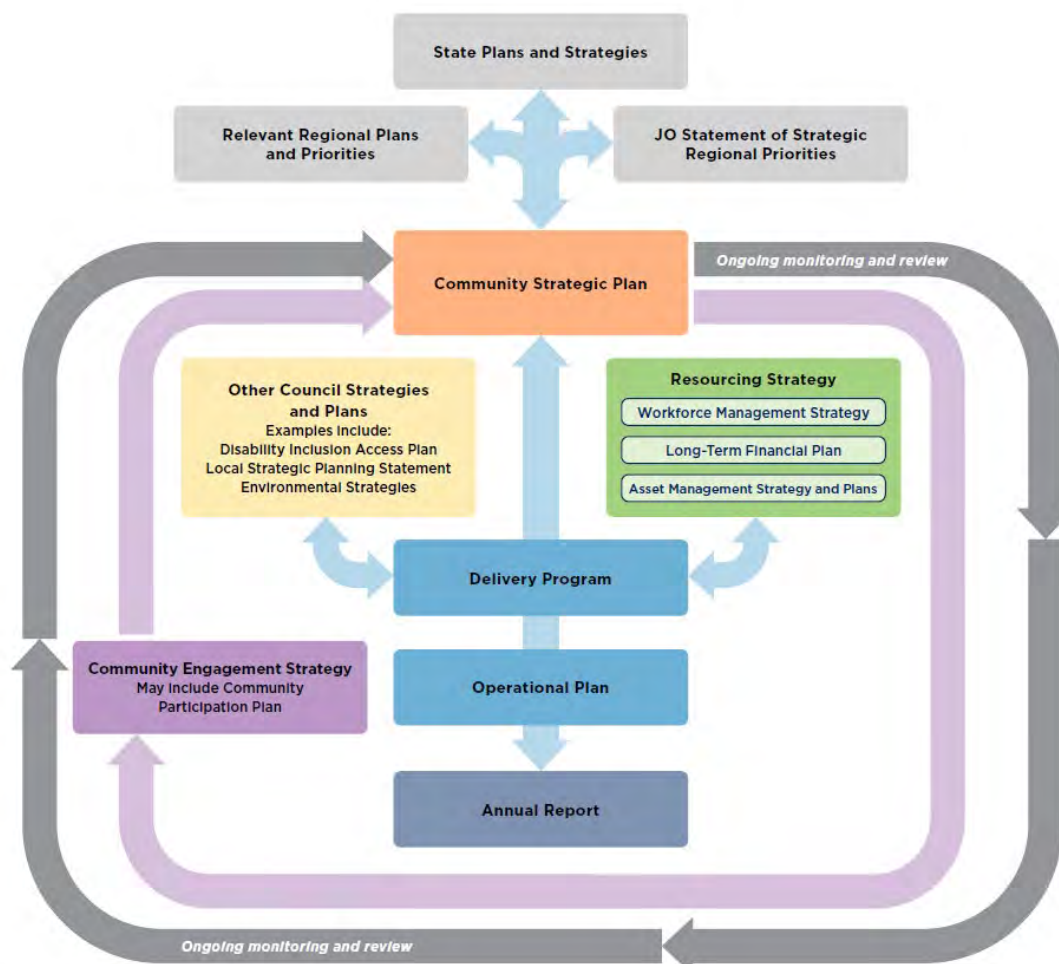 State Plans and Strategies
Relevant Regional Plans
and Priorities
JO Statement of Strategic
Regional Priorities
Community Strategic Plan
Ongoing monitoring and review
Other Council Strategies
and Plans
Examples Include:
Disability Inclusion Access Plan
Local Strategic Planning Statement
Environmental Strategies
Resourcing Strategy
Workforce Management Strategy
Long-Term Financial Plan
Asset Management Strategy and Plans
Delivery Program
Community Engagement Strategy
May Include Community
Participation Plan
Operational Plan
Annual Report
Ongoing monitoring and review